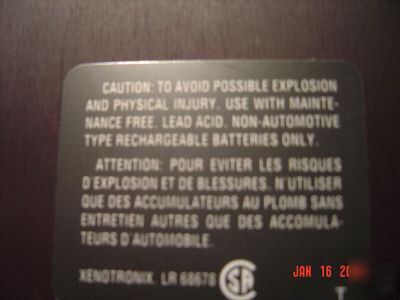 CAUTION: TO AVOID POSSIBLE EXPLOSION
AND PHYSICAL INJURY. USE WITH MAINTE-
NANCE FREE. LEAD ACID. NON-AUTOMOTIVE
TYPE RECHARGEABLE BATTERIES ONLY.
ATTENTION: POUR EVITER LES RISQUES
D'EXPLOSION ET DE BLESSURES. N'UTILISER
QUE DES ACCUMULATEURS AU PLOMB SANS
ENTRETIEN AUTRES QUE DES ACCOMULA-
TEURS D'AUTOMOBILE.
XENOTRONIX. LR 68678
JAN 16